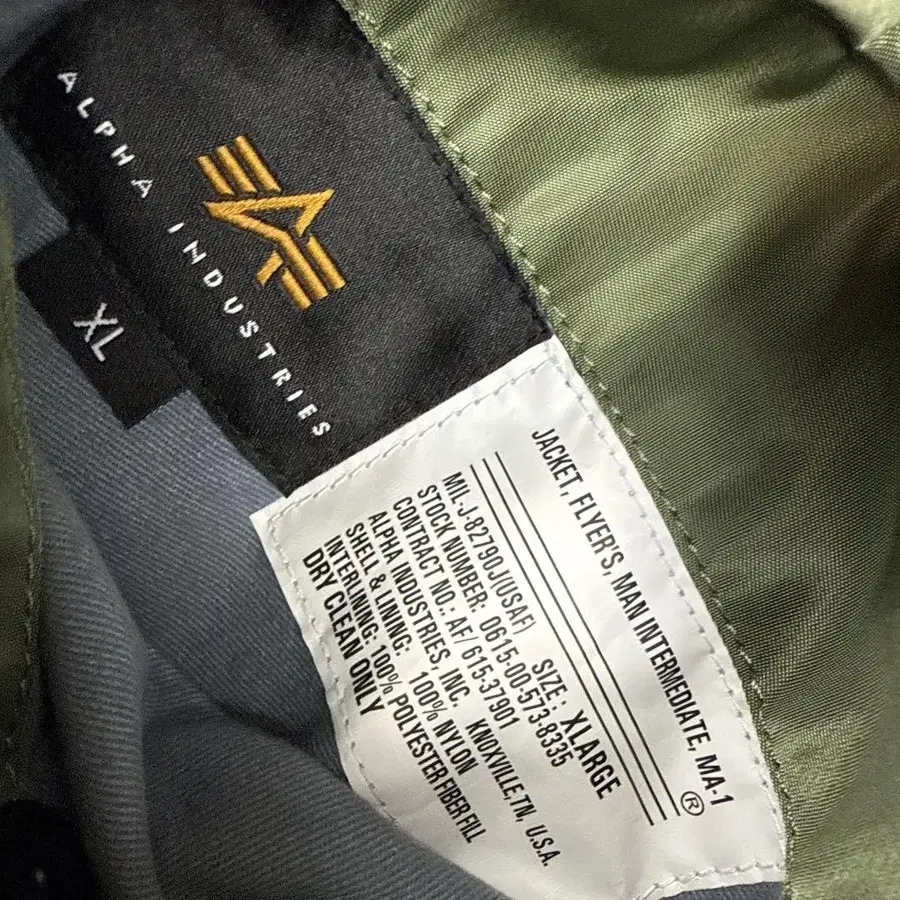 ALPHA INDUSTRIES
XL
JACKET, FLYER'S, MAN INTERMEDIATE, MA-1
®
MIL-J-82790J(USAF) SIZE: XLARGE
STOCK NUMBER: 0615-00-573-8335
CONTRACT NO.: AF/ 615-37901
ALPHA INDUSTRIES, INC. KNOXVILLE,TN, U.S.A.
SHELL & LINING: 100% NYLON
INTERLINING: 100% POLYESTER FIBER FILL
DRY CLEAN ONLY